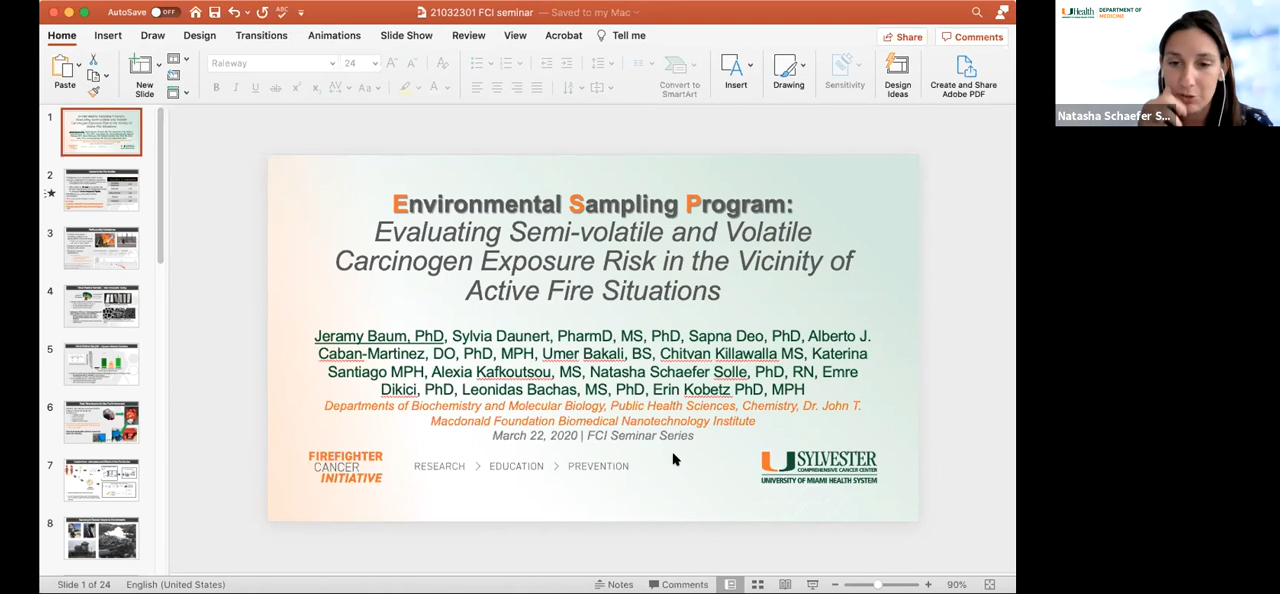 AutoSave OFF
21032301 FCI seminar — Saved to my Mac
Home Insert Draw Design Transitions Animations Slide Show Review View Acrobat Tell me
Share Comments
Raleway 24
Paste
New Slide
Convert to SmartArt
Insert
Drawing
Sensitivity
Design Ideas
Create and Share Adobe PDF
1
2
3
4
5
6
7
8
Environmental Sampling Program:
Evaluating Semi-volatile and Volatile
Carcinogen Exposure Risk in the Vicinity of
Active Fire Situations
Jeramy Baum, PhD, Sylvia Daunert, PharmD, MS, PhD, Sapna Deo, PhD, Alberto J.
Caban-Martinez, DO, PhD, MPH, Umer Bakali, BS, Chitvan Killawalla MS, Katerina
Santiago MPH, Alexia Kafkoutsou, MS, Natasha Schaefer Solle, PhD, RN, Emre
Dikici, PhD, Leonidas Bachas, MS, PhD, Erin Kobetz PhD, MPH
Departments of Biochemistry and Molecular Biology, Public Health Sciences, Chemistry, Dr. John T.
Macdonald Foundation Biomedical Nanotechnology Institute
March 22, 2020 | FCI Seminar Series
FIREFIGHTER
CANCER
INITIATIVE
RESEARCH > EDUCATION > PREVENTION
SYLVESTER
COMPREHENSIVE CANCER CENTER
UNIVERSITY OF MIAMI HEALTH SYSTEM
Slide 1 of 24 English (United States)
Notes Comments 90%
UHealth
DEPARTMENT OF
MEDICINE
Natasha Schaefer S...